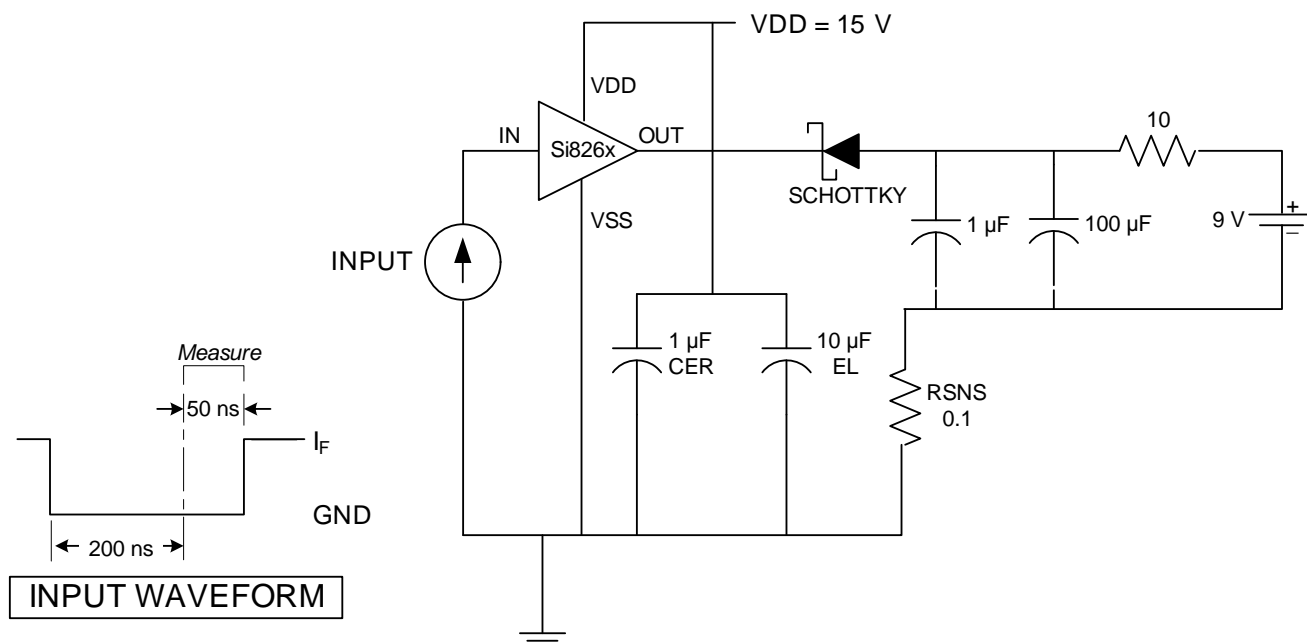 VDD = 15 V
VDD
10
IN
Si826x
OUT
SCHOTTKY
VSS
1 µF
100 µF
9 V
+
–
INPUT
Measure
50 ns
1 µF
CER
10 µF
EL
RSNS
0.1
IF
GND
200 ns
INPUT WAVEFORM